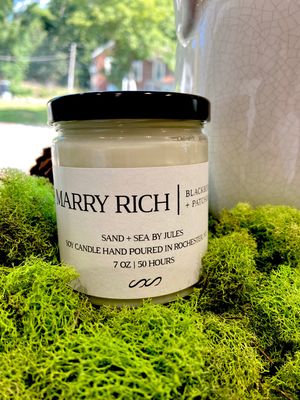 MARRY RICH
+
SAND + SEA BY JULES
SOY CANDLE HAND POURED IN ROCHESTER,
7 OZ | 50 HOURS